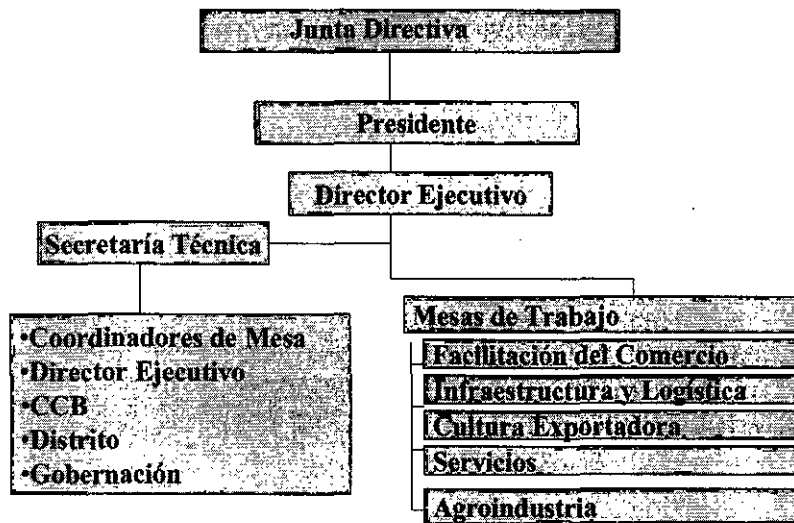 Junta Directiva
Presidente
Director Ejecutivo
Secretaría Técnica
•Coordinadores de Mesa
•Director Ejecutivo
•CCB
•Distrito
•Gobernación
Mesas de Trabajo
Facilitación del Comercio
Infraestructura y Logística
Cultura Exportadora
Servicios
Agroindustria